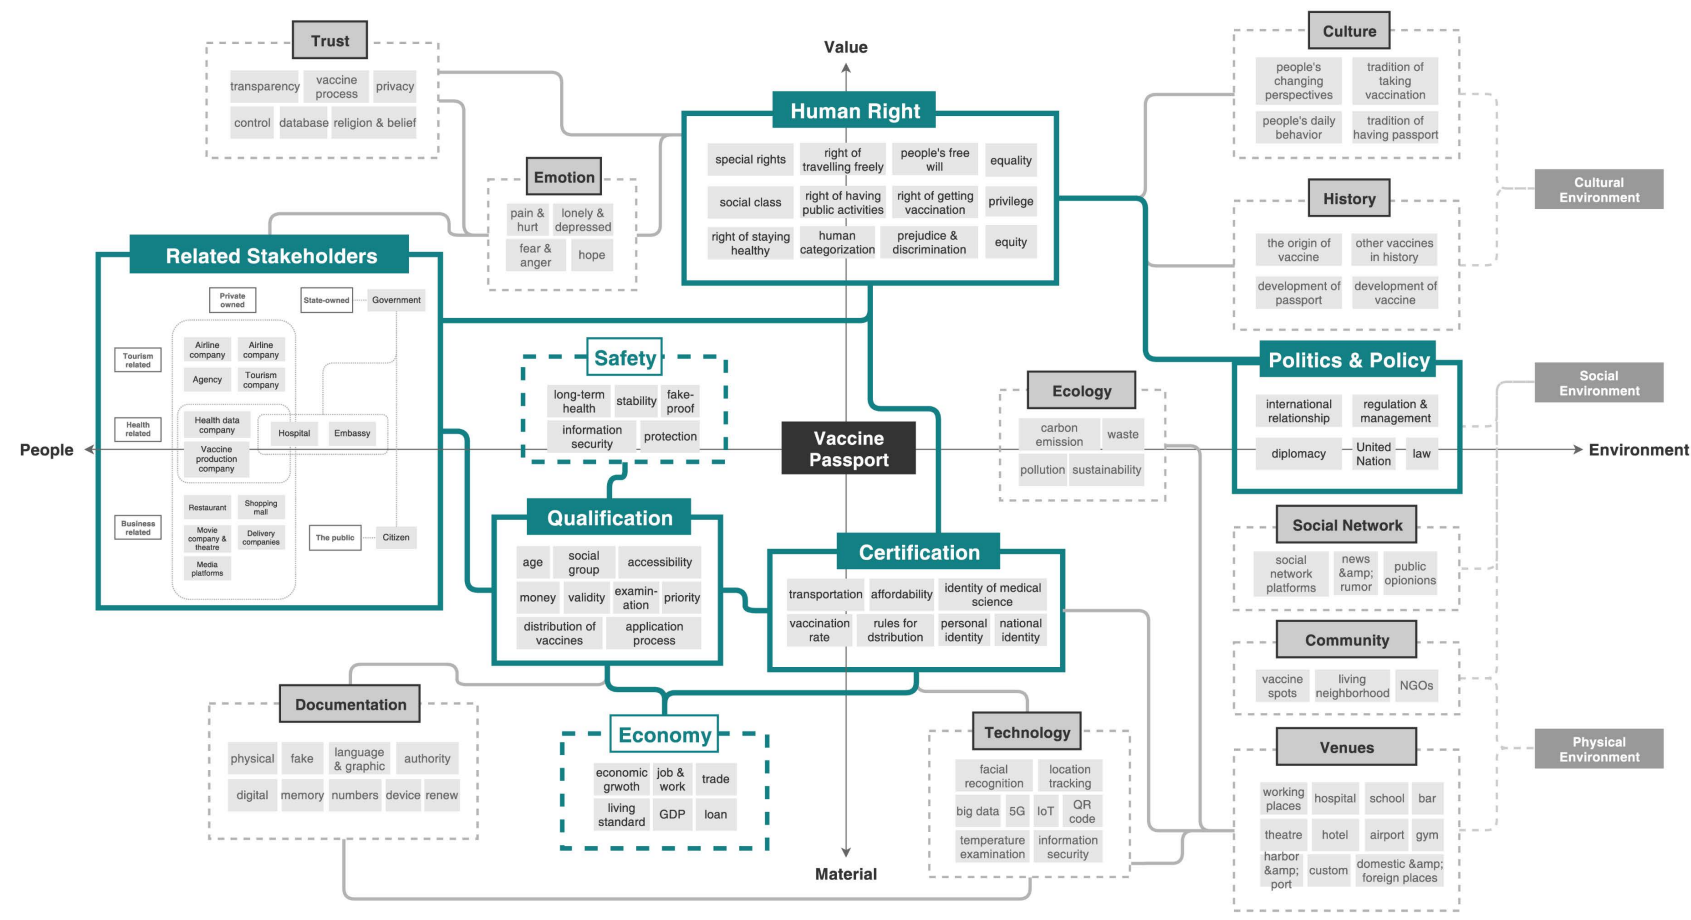 Value
People
Environment
Material
Vaccine
Passport
Trust
transparency
vaccine
process
privacy
control
database
religion & belief
Emotion
pain &
hurt
lonely &
depressed
fear &
anger
hope
Human Right
special rights
right of
travelling freely
people's free
will
equality
social class
right of having
public activities
right of getting
vaccination
privilege
right of staying
healthy
human
categorization
prejudice &
discrimination
equity
Culture
people's
changing
perspectives
tradition of
taking
vaccination
people's daily
behavior
tradition of
having passport
History
the origin of
vaccine
other vaccines
in history
development of
passport
development of
vaccine
Cultural
Environment
Related Stakeholders
Private
owned
State-owned
Government
Tourism
related
Airline
company
Airline
company
Agency
Tourism
company
Health
related
Health data
company
Hospital
Embassy
Vaccine
production
company
Business
related
Restaurant
Shopping
mall
Movie
company &
theatre
Delivery
companies
Media
platforms
The public
Citizen
Safety
long-term
health
stability
fake-
proof
information
security
protection
Ecology
carbon
emission
waste
pollution
sustainability
Politics & Policy
international
relationship
regulation &
management
diplomacy
United
Nation
law
Social
Environment
Qualification
age
social
group
accessibility
money
validity
examin-
ation
priority
distribution of
vaccines
application
process
Certification
transportation
affordability
identity of medical
science
vaccination
rate
rules for
dstribution
personal
identity
national
identity
Social Network
social
network
platforms
news
&amp;
rumor
public
opionions
Community
vaccine
spots
living
neighborhood
NGOs
Documentation
physical
fake
language
& graphic
authority
digital
memory
numbers
device
renew
Economy
economic
grwoth
job &
work
trade
living
standard
GDP
loan
Technology
facial
recognition
location
tracking
big data
5G
IoT
QR
code
temperature
examination
information
security
Venues
working
places
hospital
school
bar
theatre
hotel
airport
gym
harbor
&amp;
port
custom
domestic &amp;
foreign places
Physical
Environment